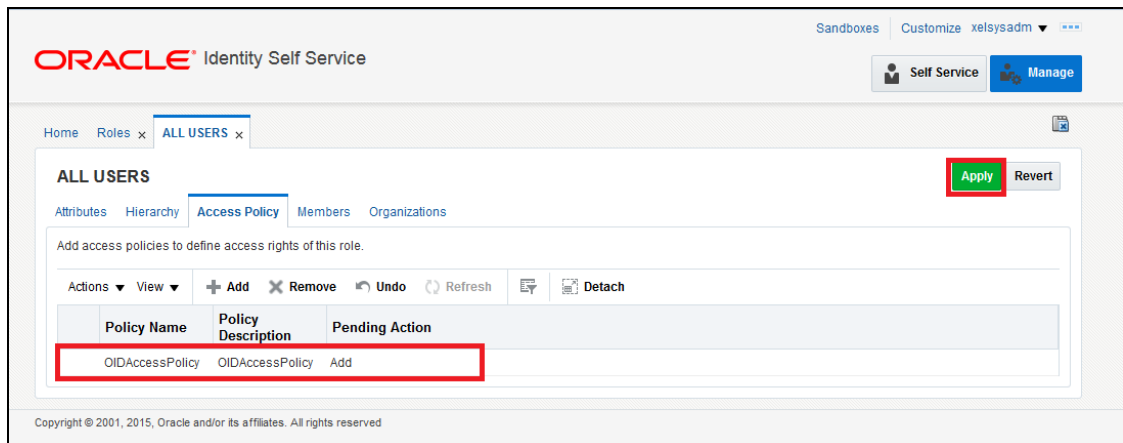 Sandboxes Customize xelsysadm
ORACLE® Identity Self Service
Self Service Manage
Home Roles x ALL USERS x
ALL USERS
Apply Revert
Attributes Hierarchy Access Policy Members Organizations
Add access policies to define access rights of this role.
Actions View Add Remove Undo Refresh Detach
Policy Name Policy Description Pending Action
OIDAccessPolicy OIDAccessPolicy Add
Copyright © 2001, 2015, Oracle and/or its affiliates. All rights reserved